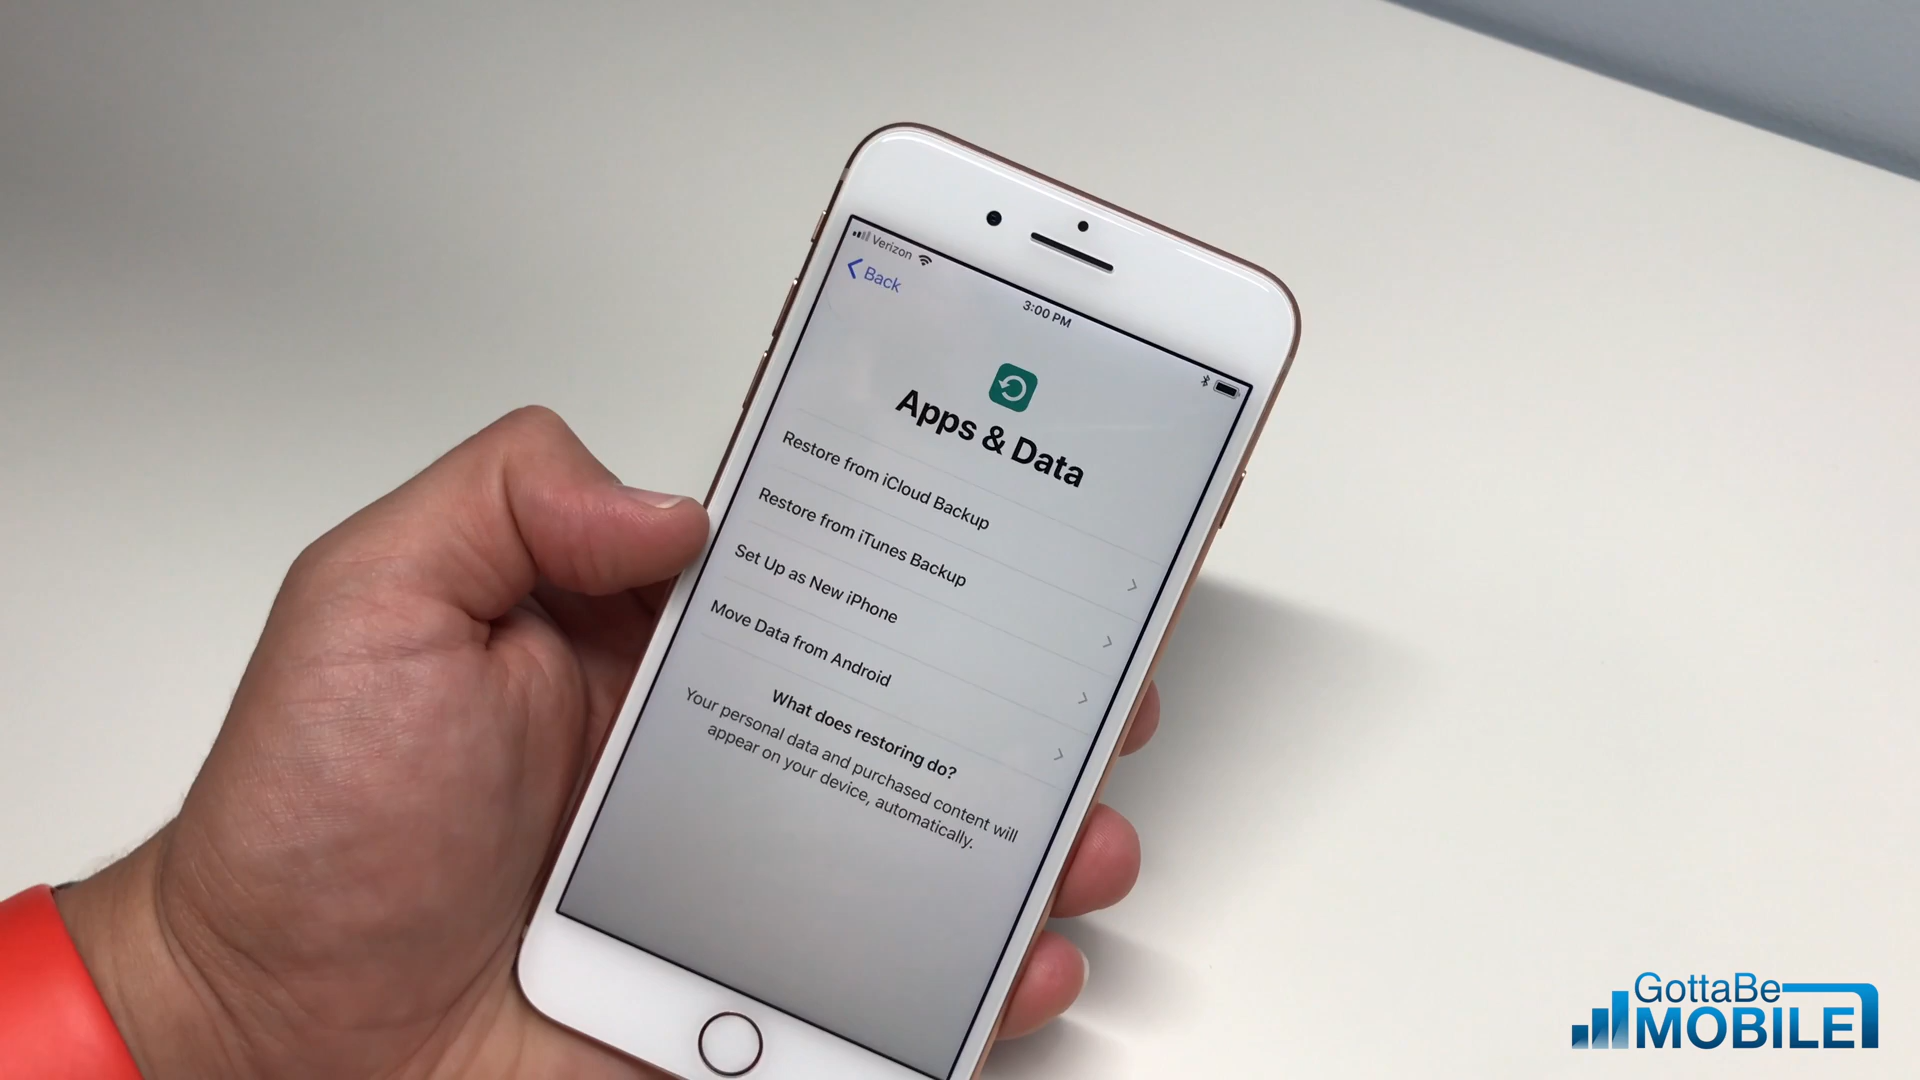 Verizon
3:00 PM
Back
Apps & Data
Restore from iCloud Backup
Restore from iTunes Backup
Set Up as New iPhone
Move Data from Android
What does restoring do?
Your personal data and purchased content will
appear on your device, automatically.
GottaBe
MOBILE